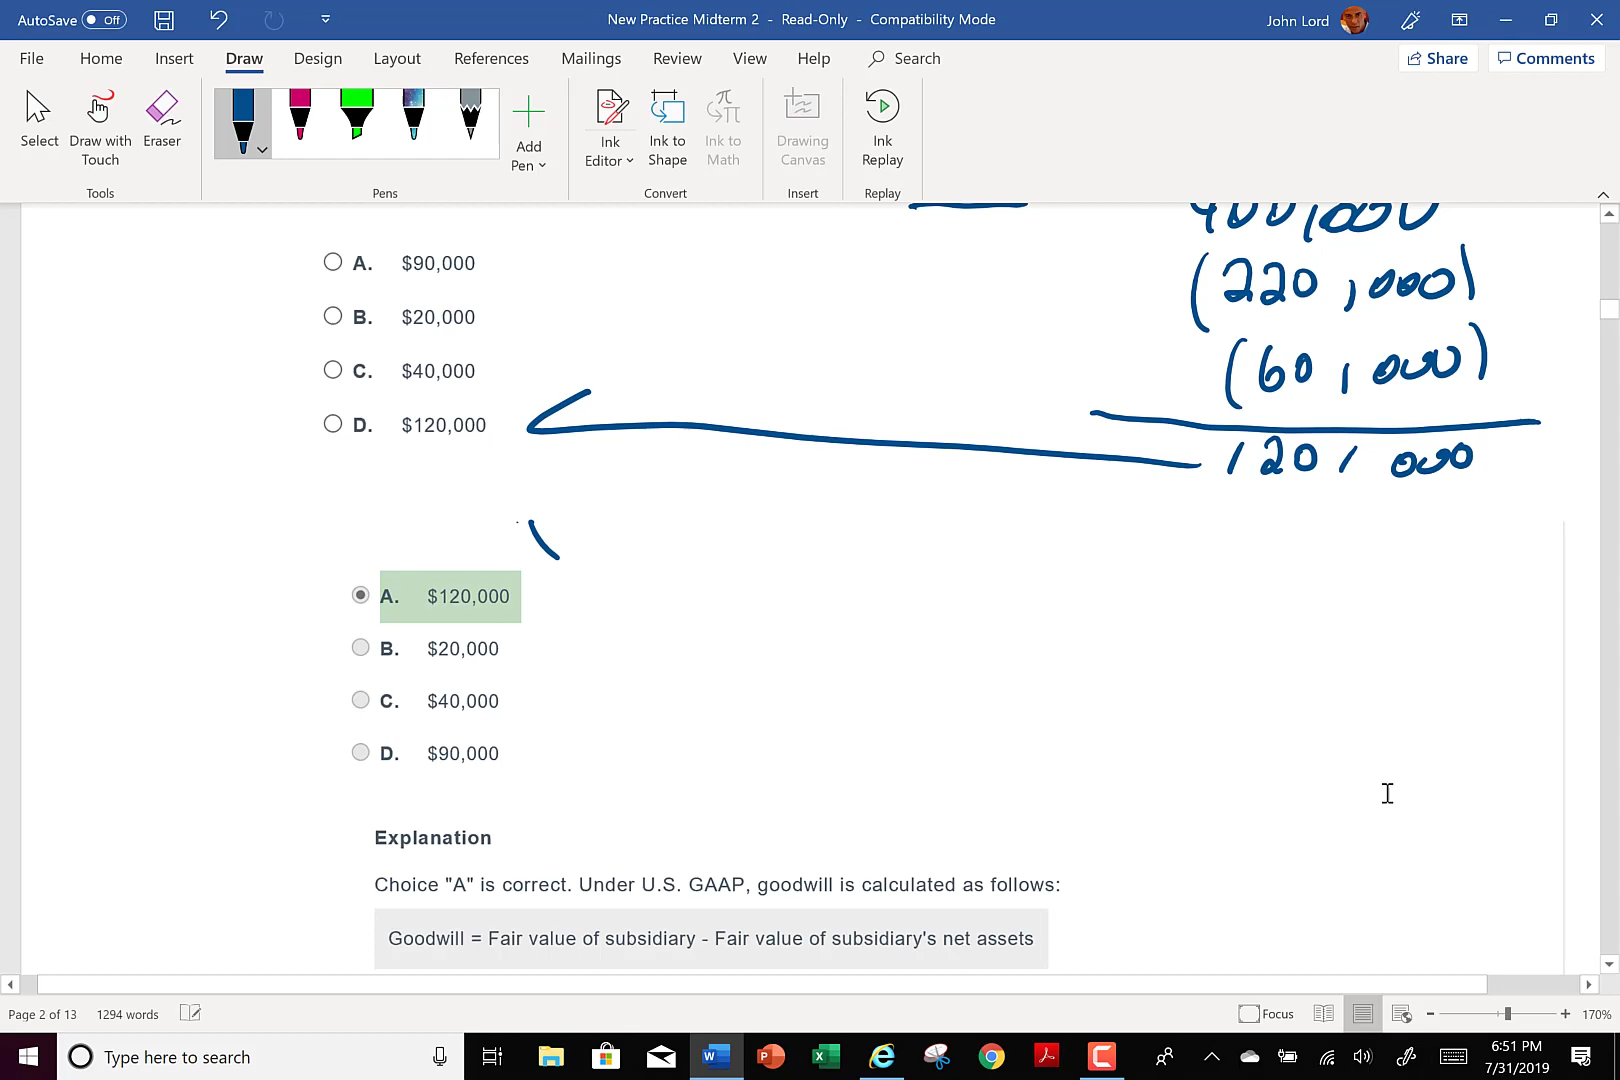 AutoSave Off
New Practice Midterm 2 - Read-Only - Compatibility Mode
John Lord
File Home Insert Draw Design Layout References Mailings Review View Help Search
Share Comments
Select
Draw with Touch
Eraser
Add Pen
Ink Editor
Ink to Shape
Ink to Math
Drawing Canvas
Ink Replay
Tools Pens Convert Insert Replay
400,000
A. $90,000
(220,000)
B. $20,000
(60,000)
C. $40,000
D. $120,000
120,000
A. $120,000
B. $20,000
C. $40,000
D. $90,000
Explanation
Choice "A" is correct. Under U.S. GAAP, goodwill is calculated as follows:
Goodwill = Fair value of subsidiary - Fair value of subsidiary's net assets
Page 2 of 13 1294 words
Focus
170%
Type here to search
6:51 PM
7/31/2019